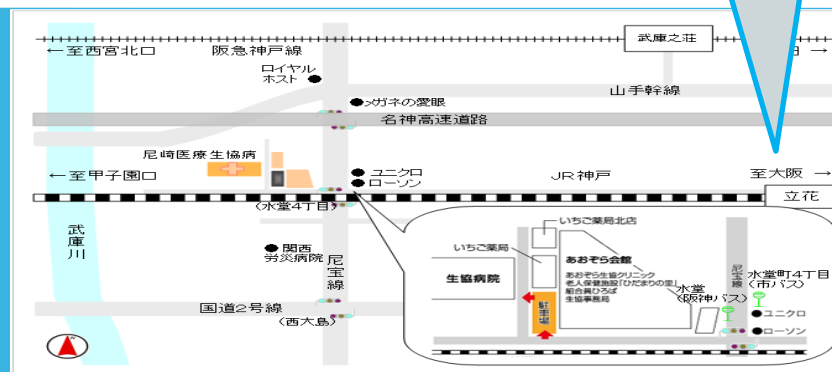 ←至西宮北口
阪急神戸線
武庫之荘
→
ロイヤル
ホスト
山手幹線
メガネの愛眼
名神高速道路
尼崎医療生協病
←至甲子園口
ユニクロ
ローソン
JR神戸
至大阪 →
立花
(水堂4丁目)
武庫川
関西
労災病院
尼宝線
国道2号線
(西大島)
いちご薬局北店
いちご薬局
生協病院
あおぞら会館
あおぞら生協クリニック
老人保健施設「ひだまりの里」
組合員ひろば
生協事務局
駐車場
水堂
(阪神バス)
尼宝線
水堂町4丁目
(市バス)
ユニクロ
ローソン